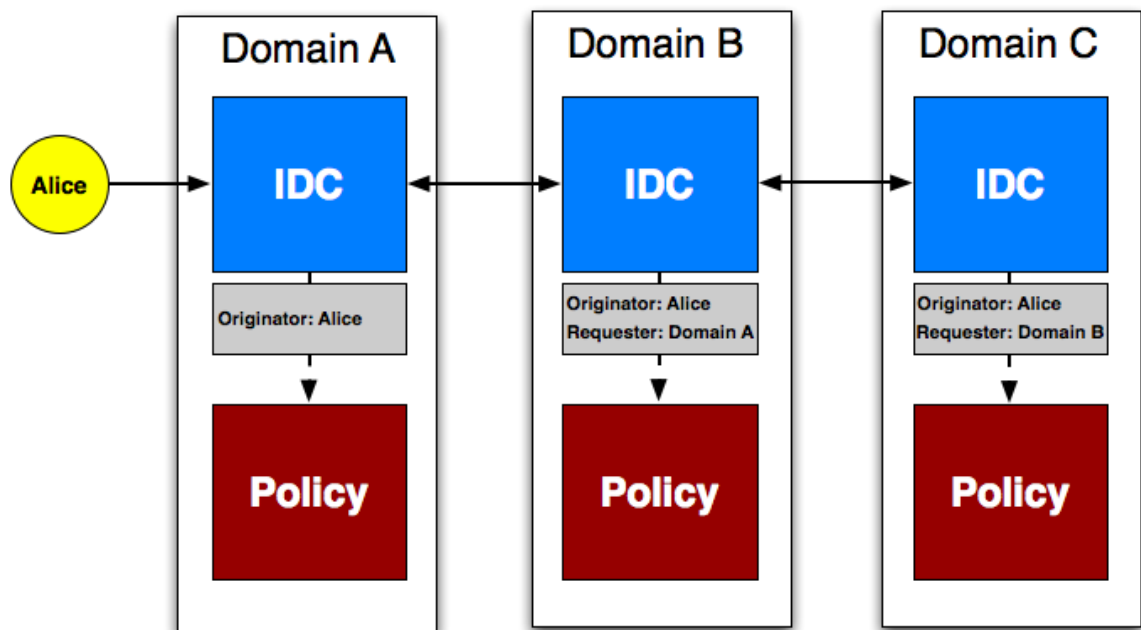 Domain A
Domain B
Domain C
Alice
IDC
IDC
IDC
Originator: Alice
Originator: Alice
Requester: Domain A
Originator: Alice
Requester: Domain B
Policy
Policy
Policy